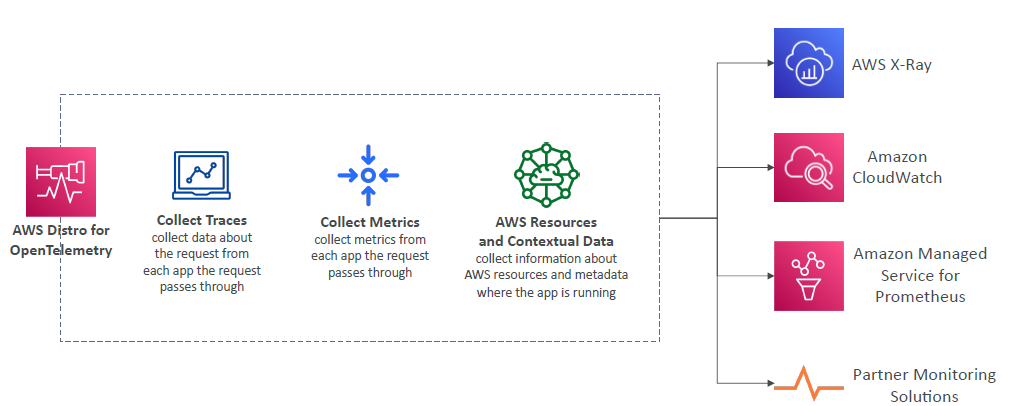 AWS X-Ray
Amazon
CloudWatch
AWS Distro for
OpenTelemetry
Collect Traces
collect data about
the request from
each app the request
passes through
Collect Metrics
collect metrics from
each app the request
passes through
AWS Resources
and Contextual Data
collect information about
AWS resources and metadata
where the app is running
Amazon Managed
Service for
Prometheus
Partner Monitoring
Solutions